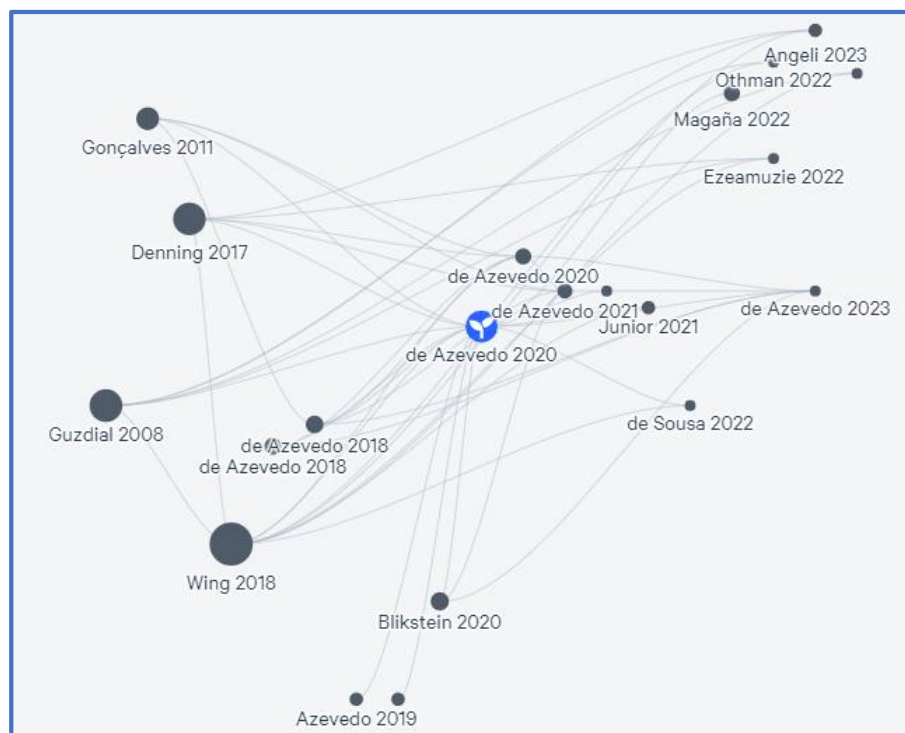 Angeli 2023
Othman 2022
Magaña 2022
Gonçalves 2011
Ezeamuzie 2022
Denning 2017
de Azevedo 2020
de Azevedo 2021
de Azevedo 2023
Junior 2021
de Azevedo 2020
de Sousa 2022
Guzdial 2008
de Azevedo 2018
de Azevedo 2018
Wing 2018
Blikstein 2020
Azevedo 2019